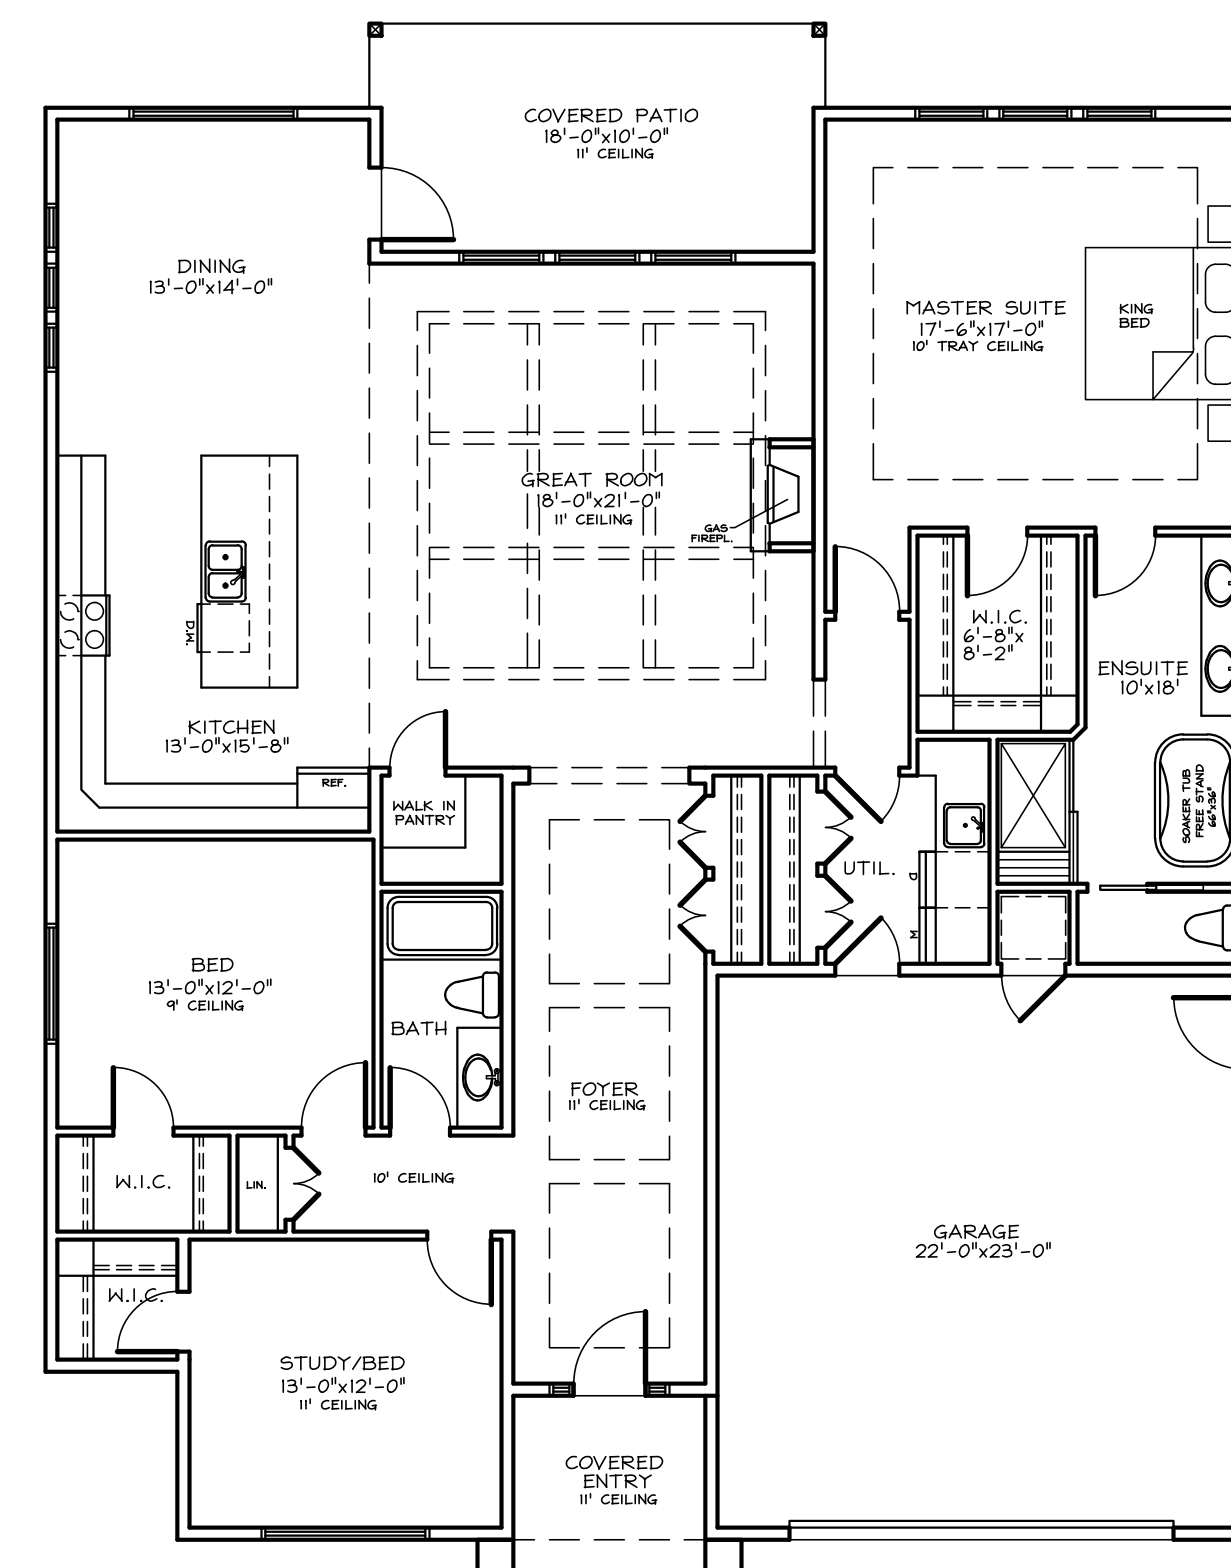 COVERED PATIO
18'-0"x10'-0"
11' CEILING
DINING
13'-0"x14'-0"
MASTER SUITE
17'-6"x17'-0"
10' TRAY CEILING
KING
BED
GREAT ROOM
18'-0"x21'-0"
11' CEILING
GAS
FIREPL.
D.W.
W.I.C.
6'-8"x
8'-2"
ENSUITE
10'x18'
KITCHEN
13'-0"x15'-8"
REF.
WALK IN
PANTRY
SOAKER TUB
FREE STAND
66"x36"
UTIL.
D
M
BED
13'-0"x12'-0"
9' CEILING
BATH
FOYER
11' CEILING
W.I.C.
LIN.
10' CEILING
GARAGE
22'-0"x23'-0"
W.I.C.
STUDY/BED
13'-0"x12'-0"
11' CEILING
COVERED
ENTRY
11' CEILING